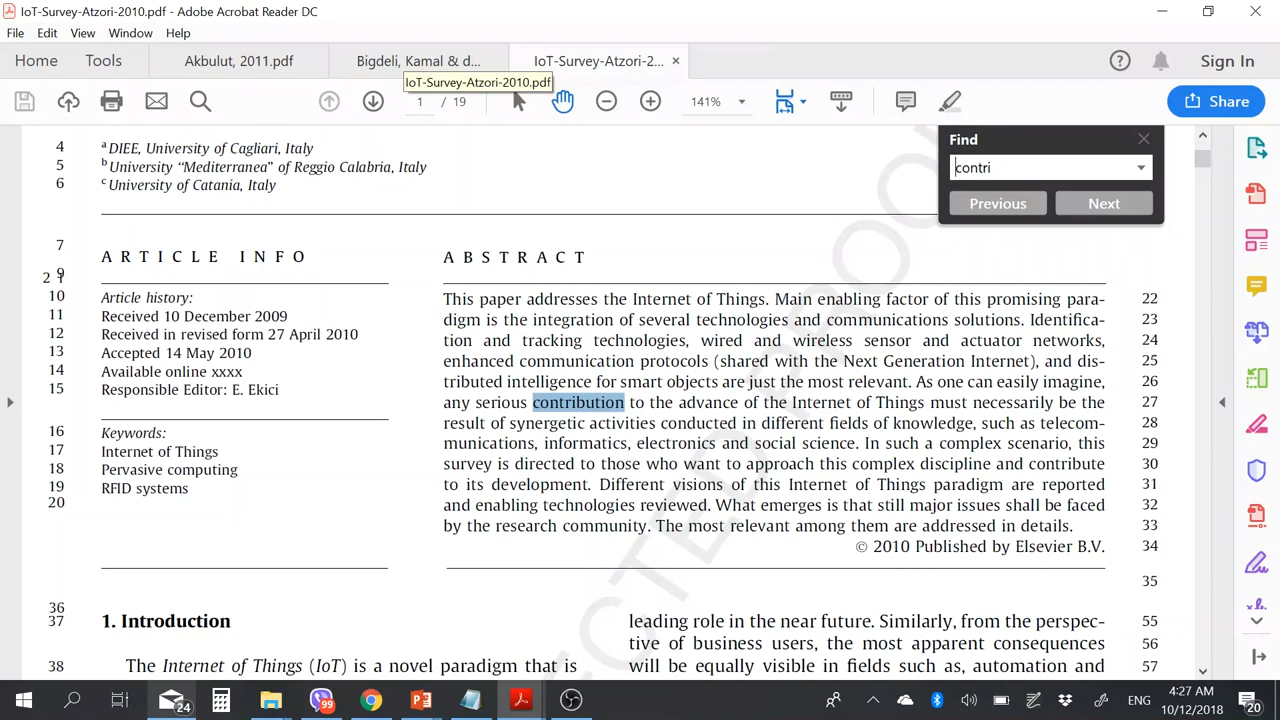 IoT-Survey-Atzori-2010.pdf - Adobe Acrobat Reader DC
File Edit View Window Help
Home Tools Akbulut, 2011.pdf Bigdeli, Kamal & d... IoT-Survey-Atzori-2... × Sign In
IoT-Survey-Atzori-2010.pdf
1 / 19 141% Share
Find
contri
Previous Next
4 a DIEE, University of Cagliari, Italy
5 b University "Mediterranea" of Reggio Calabria, Italy
6 c University of Catania, Italy
7
ARTICLE INFO
9
2 1
10 Article history:
11 Received 10 December 2009
12 Received in revised form 27 April 2010
13 Accepted 14 May 2010
14 Available online xxxx
15 Responsible Editor: E. Ekici
16 Keywords:
17 Internet of Things
18 Pervasive computing
19 RFID systems
20
ABSTRACT
This paper addresses the Internet of Things. Main enabling factor of this promising para- 22
digm is the integration of several technologies and communications solutions. Identifica- 23
tion and tracking technologies, wired and wireless sensor and actuator networks, 24
enhanced communication protocols (shared with the Next Generation Internet), and dis- 25
tributed intelligence for smart objects are just the most relevant. As one can easily imagine, 26
any serious contribution to the advance of the Internet of Things must necessarily be the 27
result of synergetic activities conducted in different fields of knowledge, such as telecom- 28
munications, informatics, electronics and social science. In such a complex scenario, this 29
survey is directed to those who want to approach this complex discipline and contribute 30
to its development. Different visions of this Internet of Things paradigm are reported 31
and enabling technologies reviewed. What emerges is that still major issues shall be faced 32
by the research community. The most relevant among them are addressed in details. 33
© 2010 Published by Elsevier B.V. 34
35
36
37 1. Introduction
38 The Internet of Things (IoT) is a novel paradigm that is
leading role in the near future. Similarly, from the perspec- 55
tive of business users, the most apparent consequences 56
will be equally visible in fields such as, automation and 57
ECTED PROO
24 99 ENG 4:27 AM
10/12/2018 20